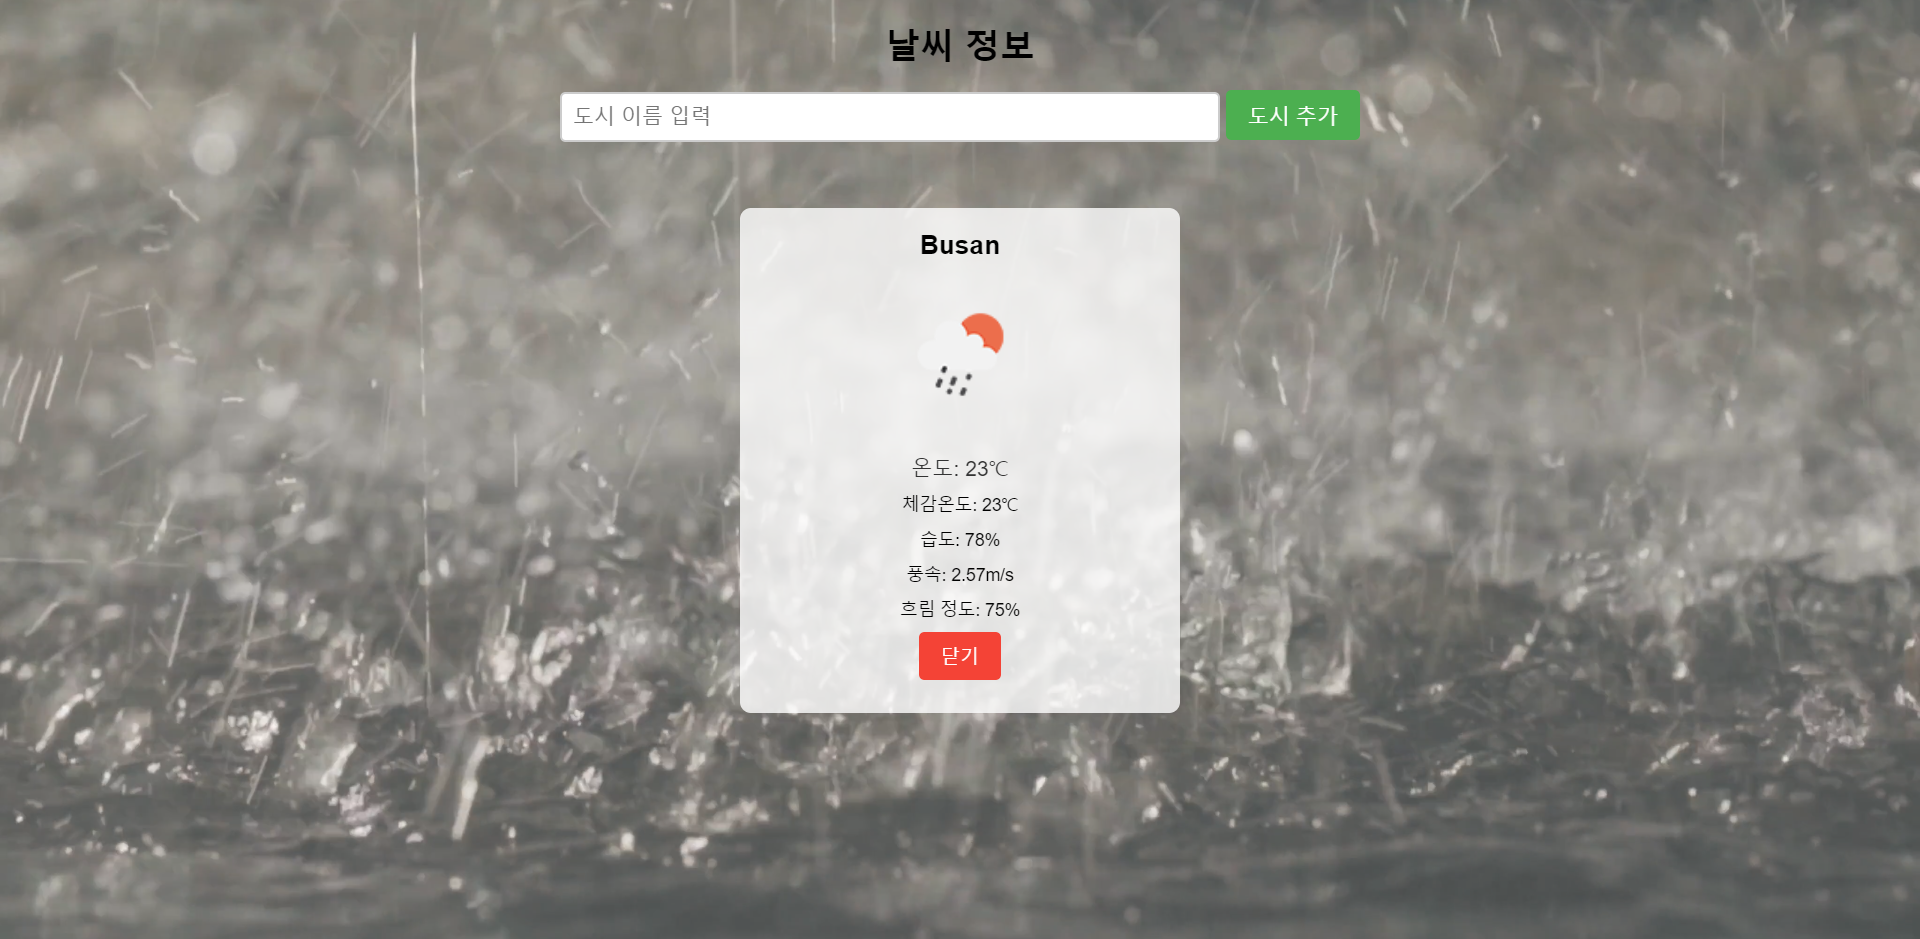 날씨 정보
도시 이름 입력
도시 추가
Busan
온도: 23℃
체감온도: 23℃
습도: 78%
풍속: 2.57m/s
흐림 정도: 75%
닫기